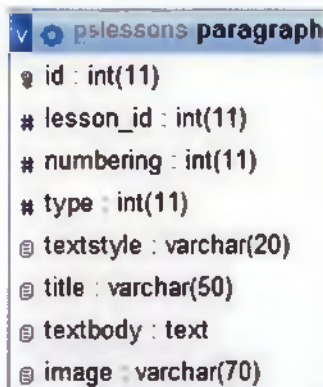 pslessons paragraph
id : int(11)
lesson_id : int(11)
numbering : int(11)
type : int(11)
textstyle : varchar(20)
title : varchar(50)
textbody : text
image : varchar(70)